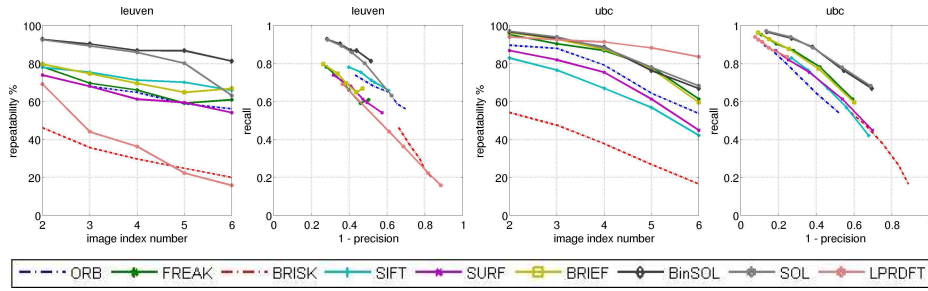 leuven
leuven
ubc
ubc
repeatability %
100
80
60
40
20
0
2 3 4 5 6
image index number
recall
1
0.8
0.6
0.4
0.2
0
0 0.2 0.4 0.6 0.8 1
1 - precision
repeatability %
100
80
60
40
20
0
2 3 4 5 6
image index number
recall
1
0.8
0.6
0.4
0.2
0
0 0.2 0.4 0.6 0.8 1
1 - precision
ORB FREAK BRISK SIFT SURF BRIEF BinSOL SOL LPRDFT